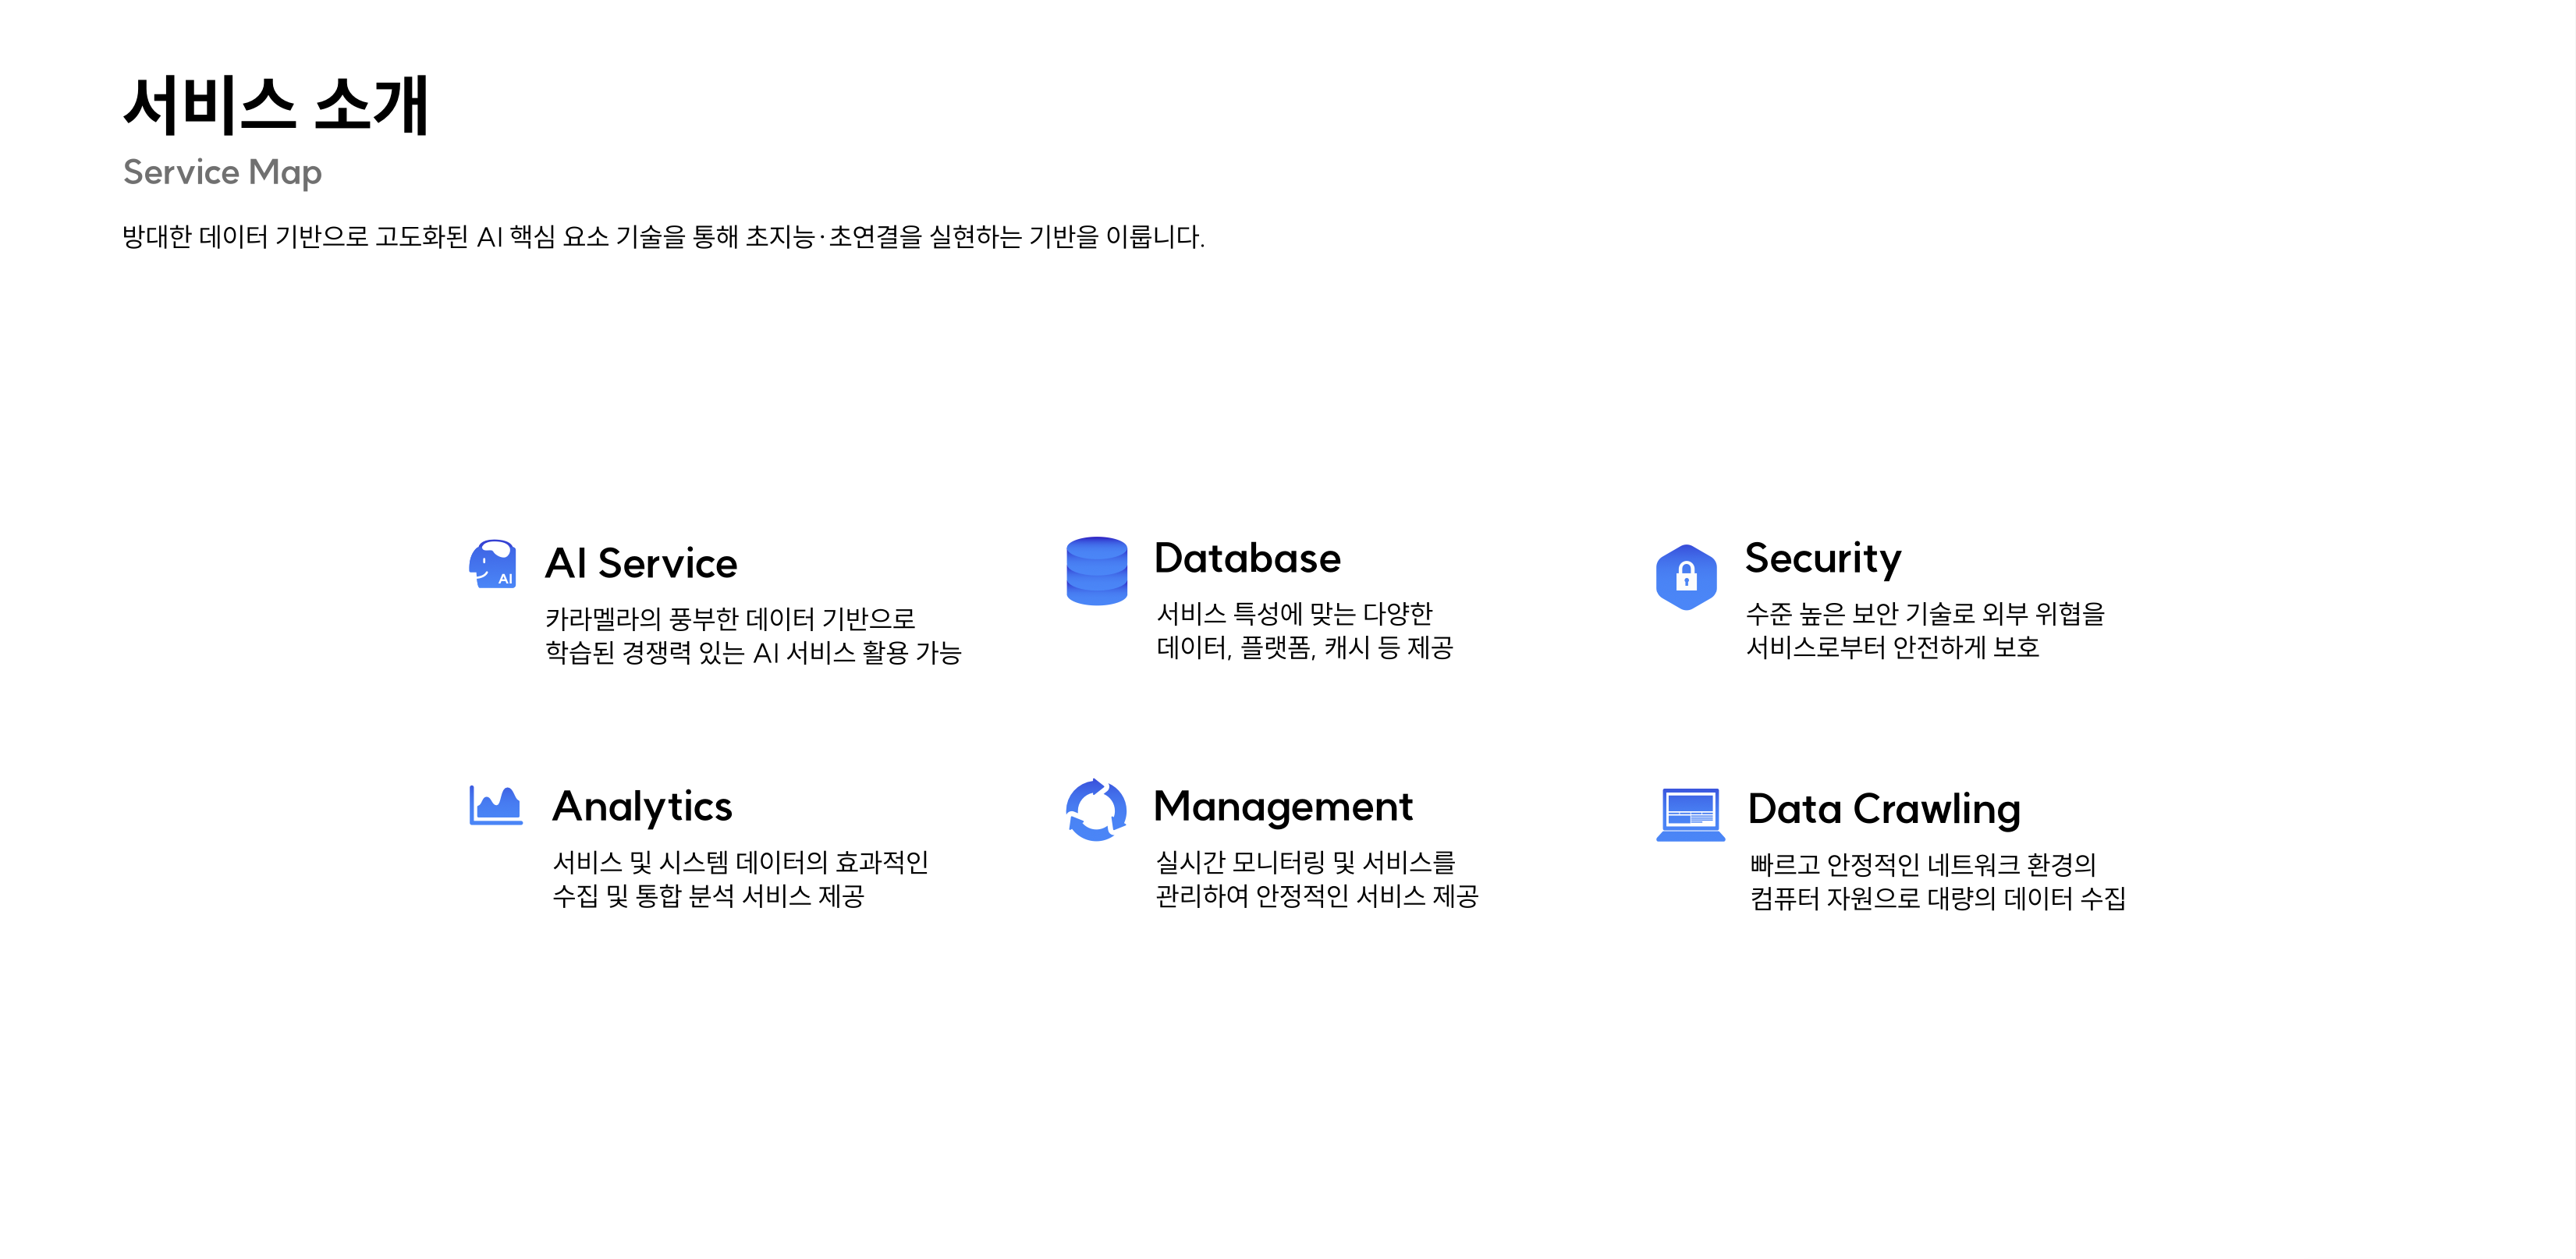 서비스 소개
Service Map
방대한 데이터 기반으로 고도화된 AI 핵심 요소 기술을 통해 초지능·초연결을 실현하는 기반을 이룹니다.
AI
AI Service
카라멜라의 풍부한 데이터 기반으로
학습된 경쟁력 있는 AI 서비스 활용 가능
Database
서비스 특성에 맞는 다양한
데이터, 플랫폼, 캐시 등 제공
Security
수준 높은 보안 기술로 외부 위협을
서비스로부터 안전하게 보호
Analytics
서비스 및 시스템 데이터의 효과적인
수집 및 통합 분석 서비스 제공
Management
실시간 모니터링 및 서비스를
관리하여 안정적인 서비스 제공
Data Crawling
빠르고 안정적인 네트워크 환경의
컴퓨터 자원으로 대량의 데이터 수집